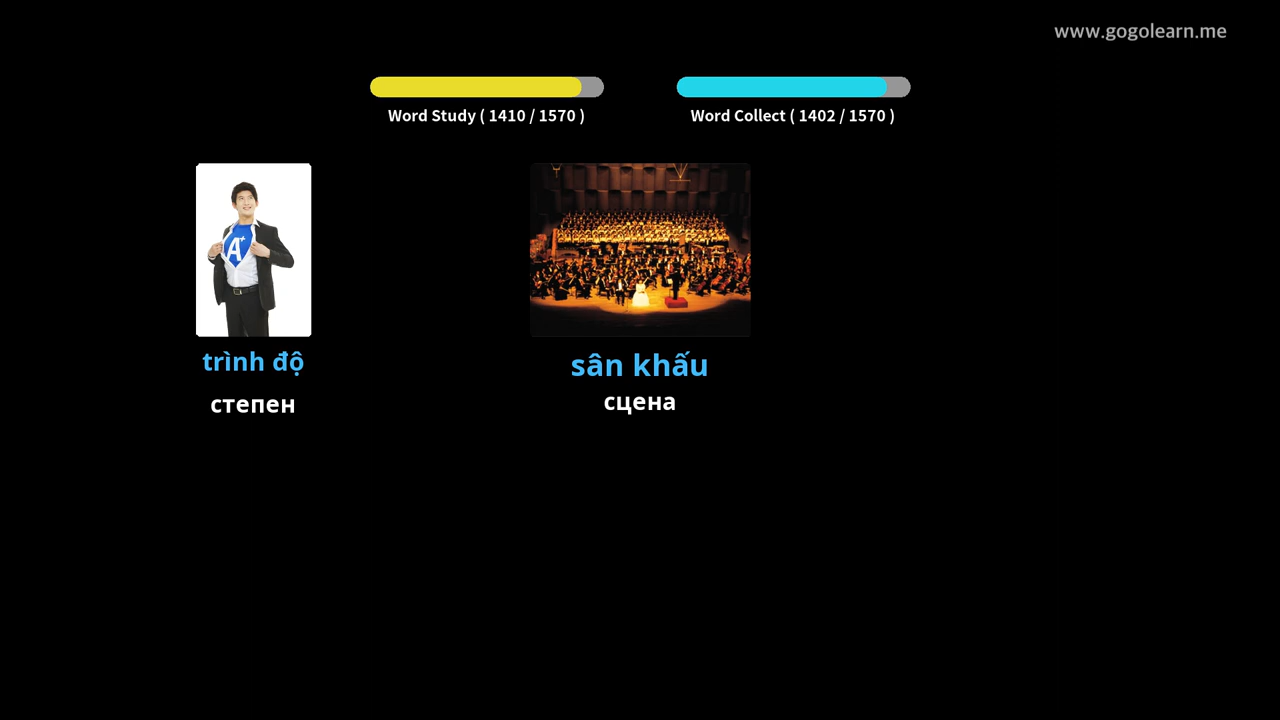 www.gogolearn.me
Word Study ( 1410 / 1570 )
Word Collect ( 1402 / 1570 )
A+
trình độ
степен
sân khấu
сцена